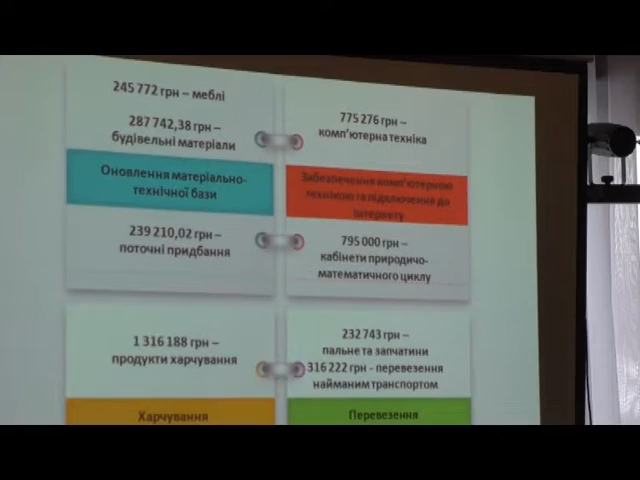 245 772 грн – меблі
287 742,38 грн –
будівельні матеріали
Оновлення матеріально-
технічної бази
239 210,02 грн –
поточні придбання
775 276 грн –
комп'ютерна техніка
Забезпечення комп'ютерною
технікою та підключення до
Інтернету
795 000 грн –
кабінети природичо-
математичного циклу
1 316 188 грн –
продукти харчування
Харчування
232 743 грн –
пальне та запчатини
316 222 грн - перевезення
найманим транспортом
Перевезення